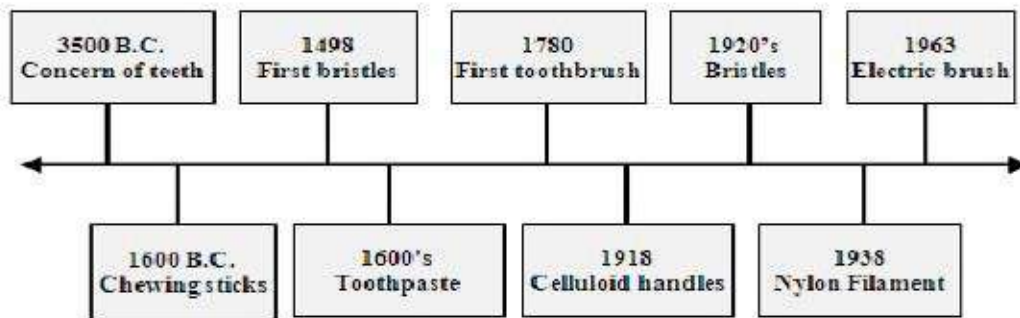 3500 B.C.
Concern of teeth
1498
First bristles
1780
First toothbrush
1920's
Bristles
1963
Electric brush
1600 B.C.
Chewing sticks
1600's
Toothpaste
1918
Celluloid handles
1938
Nylon Filament